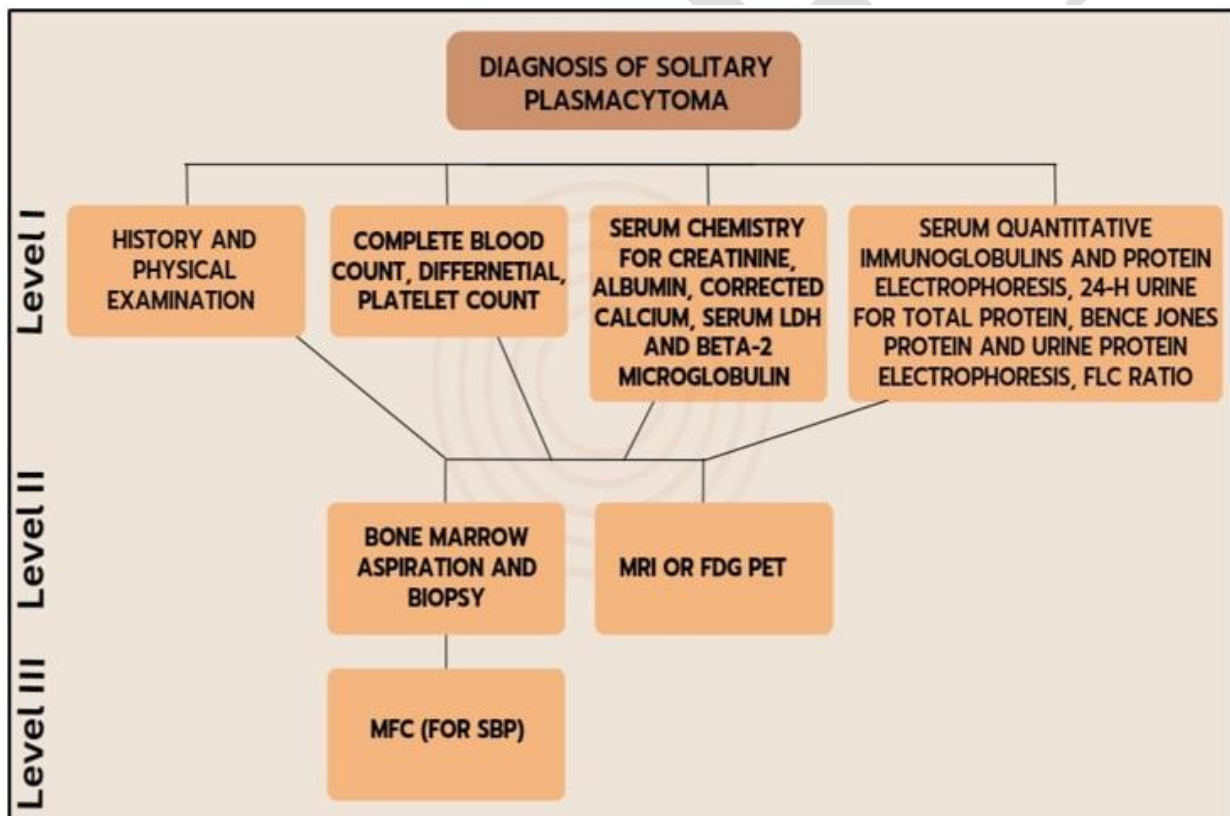 DIAGNOSIS OF SOLITARY
PLASMACYTOMA
Level I
HISTORY AND
PHYSICAL
EXAMINATION
COMPLETE BLOOD
COUNT, DIFFERNETIAL,
PLATELET COUNT
SERUM CHEMISTRY
FOR CREATININE,
ALBUMIN, CORRECTED
CALCIUM, SERUM LDH
AND BETA-2
MICROGLOBULIN
SERUM QUANTITATIVE
IMMUNOGLOBULINS AND PROTEIN
ELECTROPHORESIS, 24-H URINE
FOR TOTAL PROTEIN, BENCE JONES
PROTEIN AND URINE PROTEIN
ELECTROPHORESIS, FLC RATIO
Level II
BONE MARROW
ASPIRATION AND
BIOPSY
MRI OR FDG PET
Level III
MFC (FOR SBP)